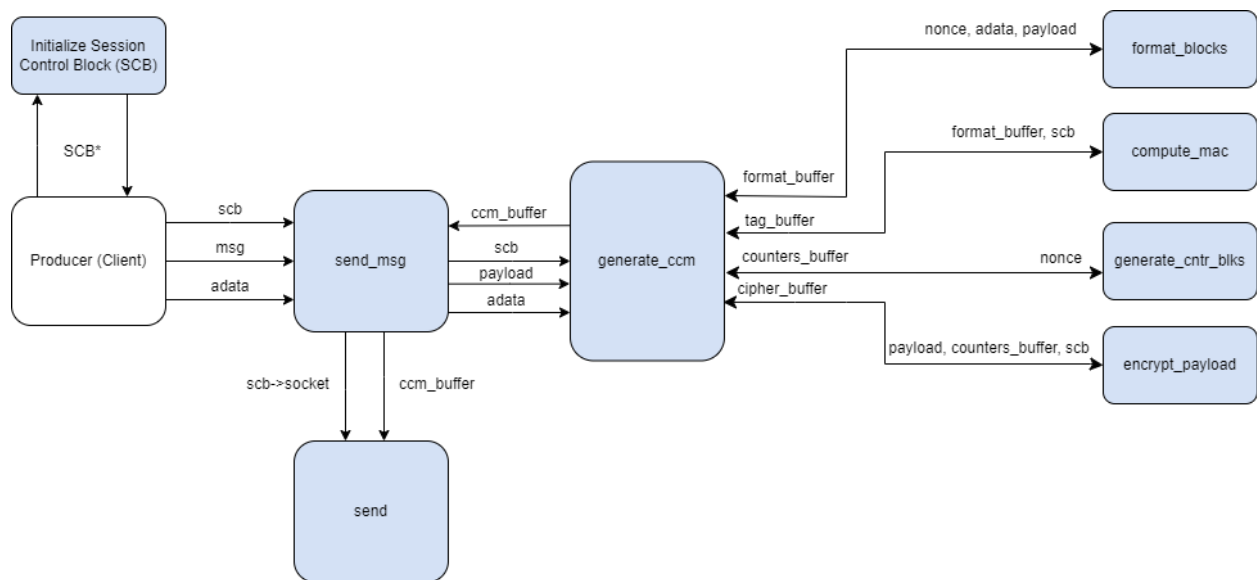 Initialize Session
Control Block (SCB)
SCB*
Producer (Client)
scb
msg
adata
send_msg
scb->socket
ccm_buffer
send
ccm_buffer
scb
payload
adata
generate_ccm
nonce, adata, payload
format_buffer
format_blocks
format_buffer, scb
tag_buffer
compute_mac
counters_buffer
nonce
generate_cntr_blks
cipher_buffer
payload, counters_buffer, scb
encrypt_payload